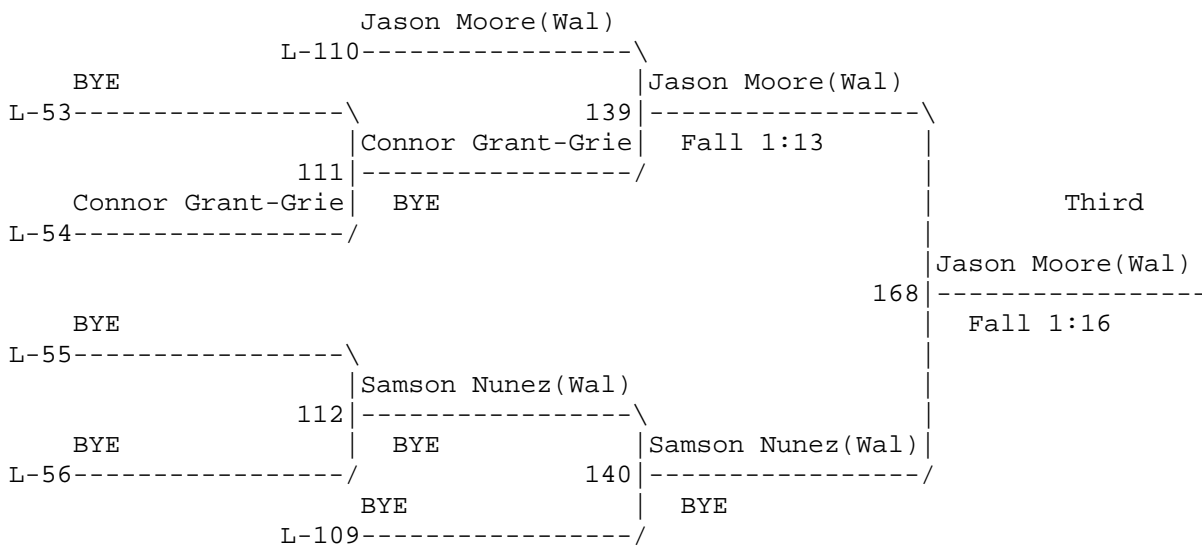 Jason Moore(Wal)
L-110-----------------\
BYE |Jason Moore(Wal)
L-53-----------------\ 139|-----------------\
|Connor Grant-Grie| Fall 1:13 |
111|-----------------/ |
Connor Grant-Grie| BYE | Third
L-54-----------------/ |
|Jason Moore(Wal)
168|-----------------
BYE | Fall 1:16
L-55-----------------\ |
|Samson Nunez(Wal) |
112|-----------------\ |
BYE | BYE |Samson Nunez(Wal)|
L-56-----------------/ 140|-----------------/
BYE | BYE
L-109-----------------/